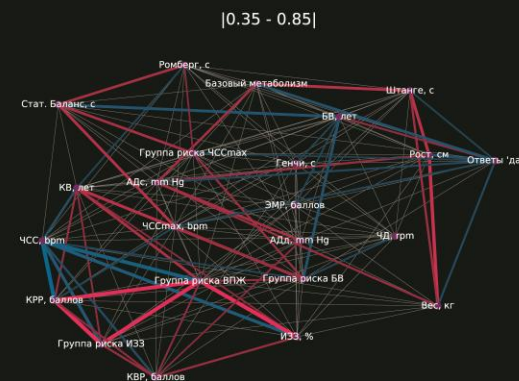 |0.35 - 0.85|
Ромберг, с
Базовый метаболизм
Штанге, с
Стат. Баланс, с
БВ, лет
Группа риска ЧССmax
Генчи, с
Рост, см
Ответы 'да
КВ, лет
АДс, mm Hg
ЭМР, баллов
ЧССmax, bpm
ЧД, rpm
ЧСС, bpm
АДд, mm Hg
Группа риска ВПЖ
Группа риска БВ
КРР, баллов
Вес, кг
ИЗЗ, %
Группа риска ИЗЗ
КВР, баллов